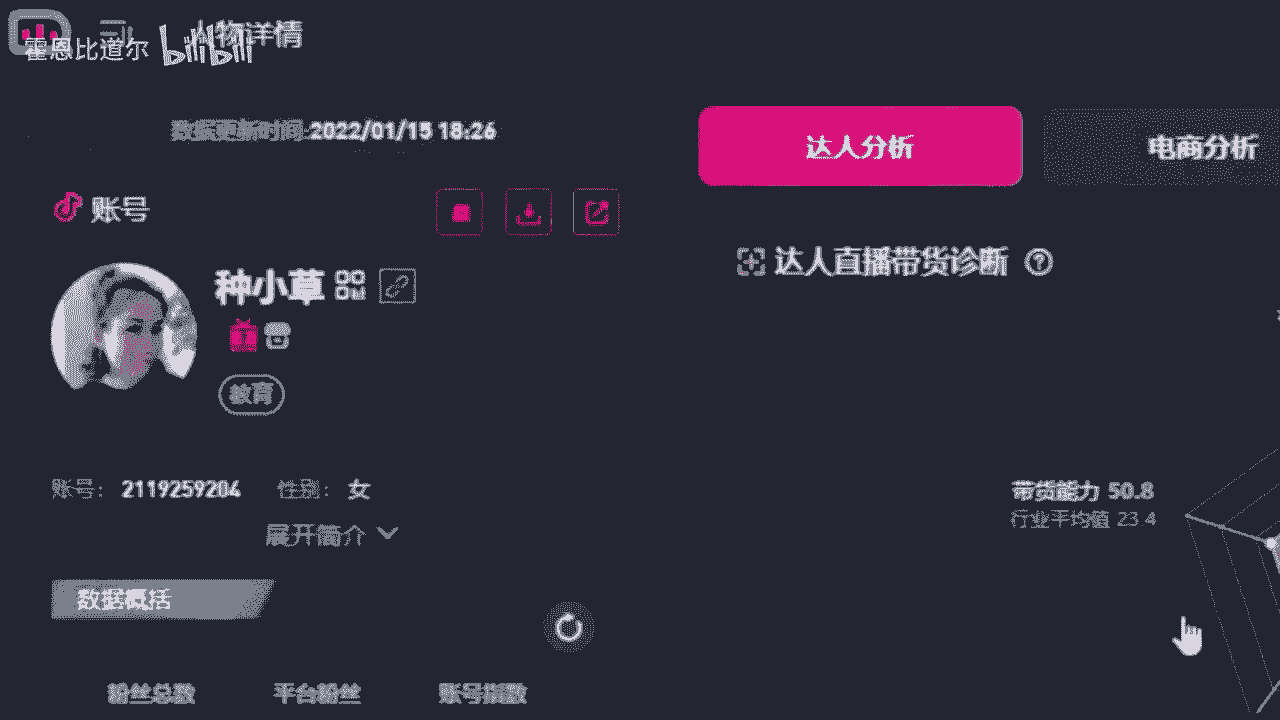 人物详情
霍恩比道尔 bilibili
数据更新时间:2022/01/15 18:26
达人分析
电商分析
账号
达人直播带货诊断
种小草
教育
账号： 2119259204 性别： 女
展开简介
带货能力 50.8
行业平均值 23.4
数据概括
粉丝总数 平台粉丝 账号指数